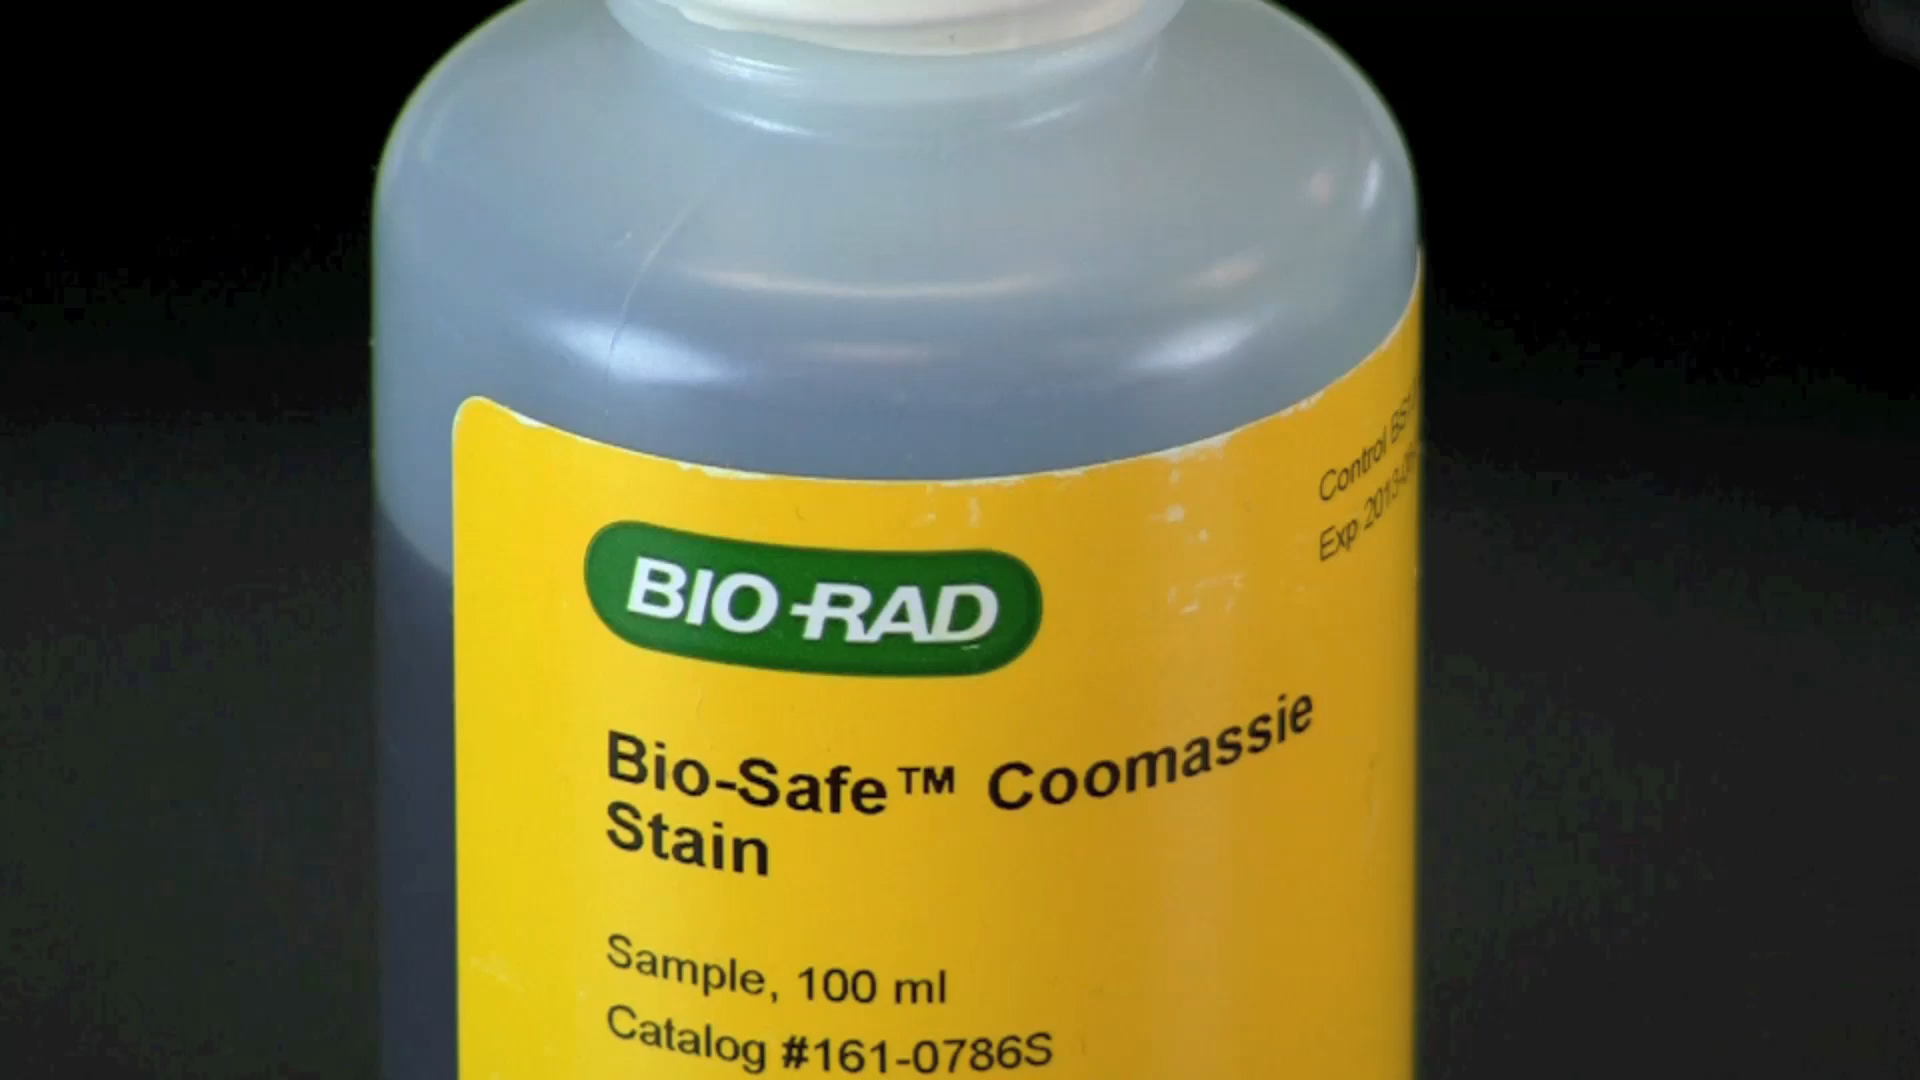 Control
Exp
BIO-RAD
Bio-Safe™ Coomassie
Stain
Sample, 100 ml
Catalog #161-0786S